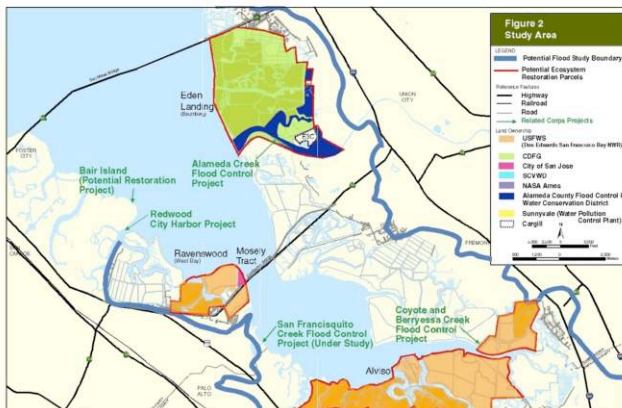 Figure 2
Study Area
LEGEND
Potential Flood Study Boundary
Potential Ecosystem
Restoration Parcels
Reference Features
Highway
Railroad
Road
Related Corps Projects
Land Ownership
USFWS
(Don Edwards San Francisco Bay NWR)
CDFG
City of San Jose
SCVWD
NASA Ames
Alameda County Flood Control &
Water Conservation District
Sunnyvale (Water Pollution
Control Plant)
Cargill
Eden
Landing
UNION
CITY
Alameda Creek
Flood Control
Project
FOSTER
CITY
Bair Island
(Potential Restoration
Project)
Redwood
City Harbor Project
Ravenswood
(West Bay)
Mosely
Tract
San Francisquito
Creek Flood Control
Project (Under Study)
Coyote and
Berryessa Creek
Flood Control
Project
Alviso
PALO
ALTO